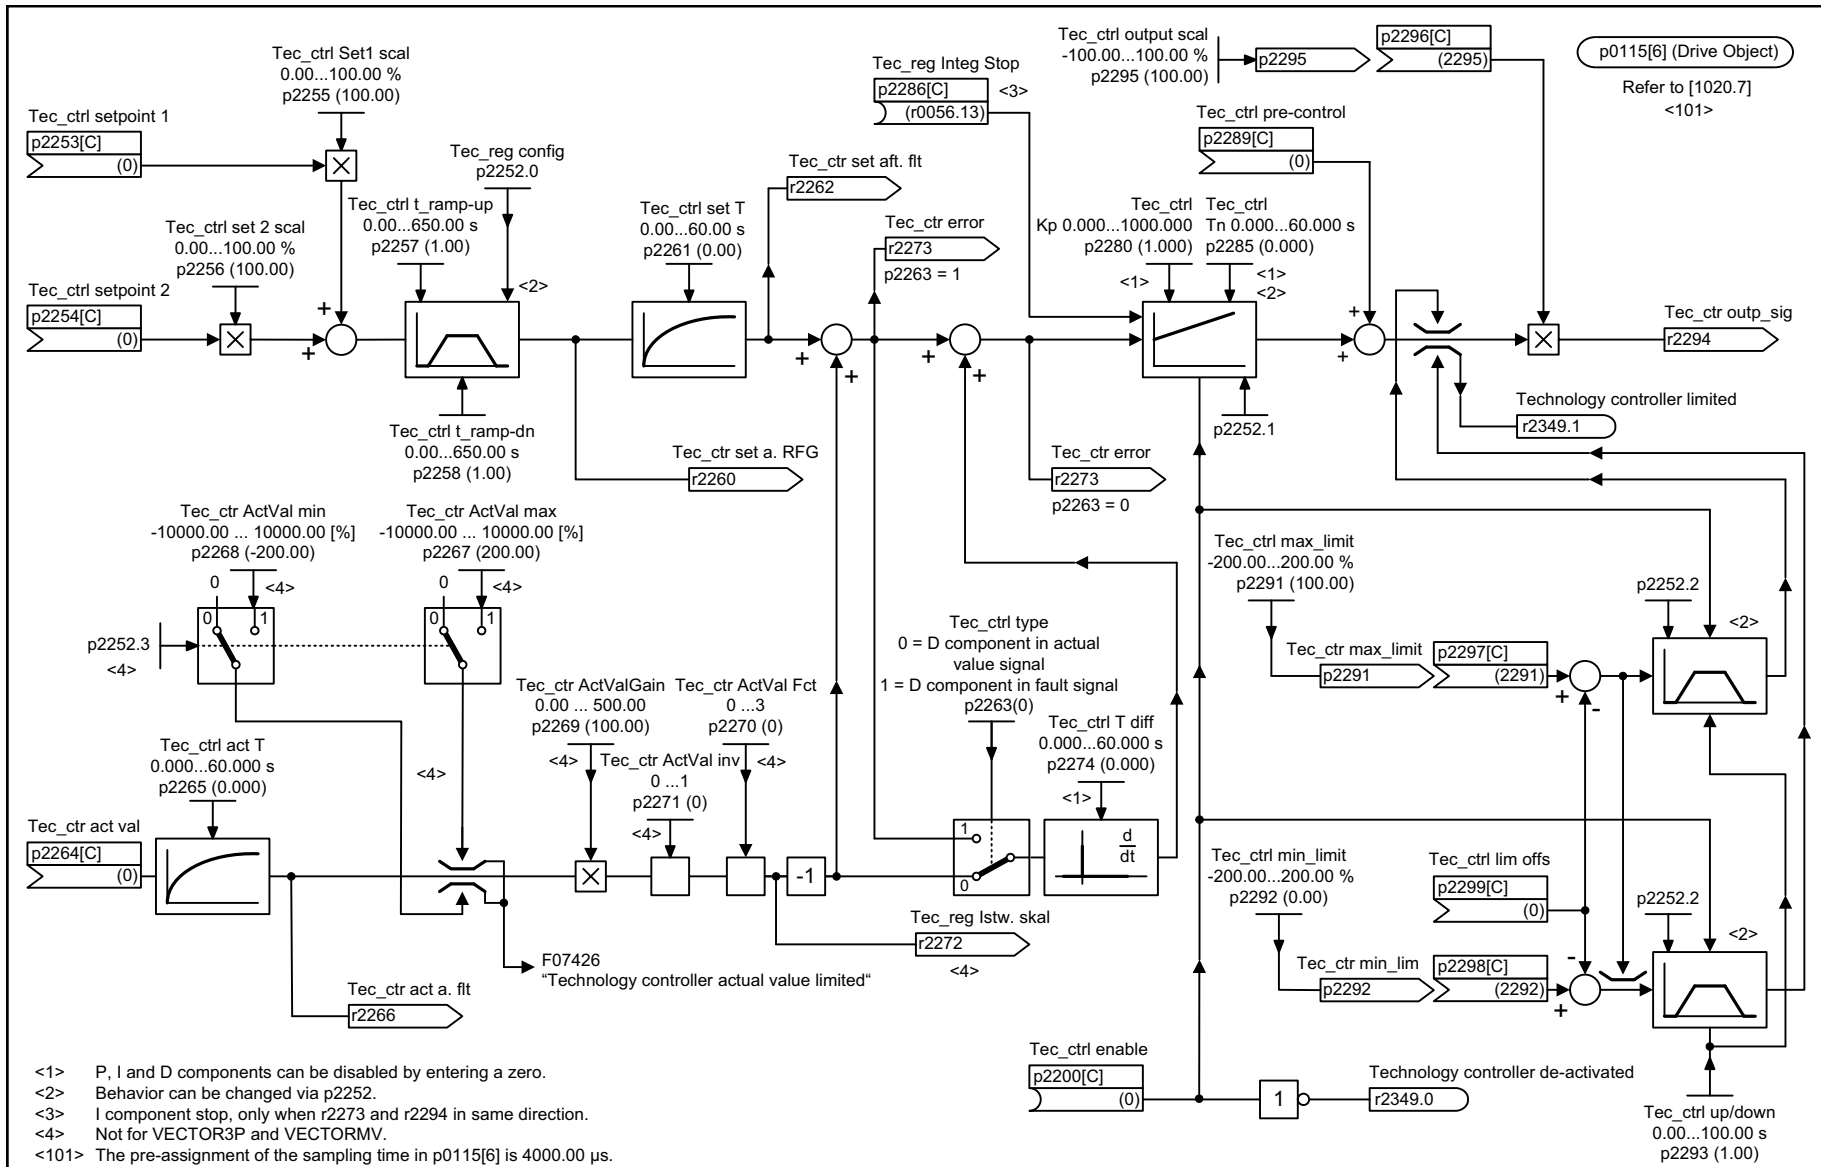 Tec_ctrl Set1 scal
0.00...100.00 %
p2255 (100.00)
Tec_ctrl setpoint 1
p2253[C]
(0)
Tec_ctrl set 2 scal
0.00...100.00 %
p2256 (100.00)
Tec_ctrl setpoint 2
p2254[C]
(0)
+
+
Tec_reg config
p2252.0
Tec_ctrl t_ramp-up
0.00...650.00 s
p2257 (1.00)
<2>
Tec_ctrl t_ramp-dn
0.00...650.00 s
p2258 (1.00)
Tec_ctrl set T
0.00...60.00 s
p2261 (0.00)
Tec_ctr set aft. flt
r2262
Tec_ctr set a. RFG
r2260
Tec_reg Integ Stop
p2286[C]
<3>
(r0056.13)
Tec_ctr error
r2273
p2263 = 1
+
+
+
+
Tec_ctr error
r2273
p2263 = 0
Tec_ctrl output scal
-100.00...100.00 %
p2295 (100.00)
p2295
p2296[C]
(2295)
p0115[6] (Drive Object)
Refer to [1020.7]
<101>
Tec_ctrl pre-control
p2289[C]
(0)
Tec_ctrl
Kp 0.000...1000.000
p2280 (1.000)
<1>
Tec_ctrl
Tn 0.000...60.000 s
p2285 (0.000)
<1>
<2>
p2252.1
+
+
Tec_ctr outp_sig
r2294
Technology controller limited
r2349.1
Tec_ctr ActVal min
-10000.00 ... 10000.00 [%]
p2268 (-200.00)
0
<4>
0
1
p2252.3
<4>
Tec_ctr ActVal max
-10000.00 ... 10000.00 [%]
p2267 (200.00)
0
<4>
0
1
<4>
Tec_ctrl act T
0.000...60.000 s
p2265 (0.000)
Tec_ctr act val
p2264[C]
(0)
Tec_ctr act a. flt
r2266
F07426
“Technology controller actual value limited“
Tec_ctr ActValGain
0.00 ... 500.00
p2269 (100.00)
<4>
Tec_ctr ActVal inv
0 ...1
p2271 (0)
<4>
Tec_ctr ActVal Fct
0 ...3
p2270 (0)
<4>
-1
Tec_reg Istw. skal
r2272
<4>
Tec_ctrl type
0 = D component in actual
value signal
1 = D component in fault signal
p2263(0)
1
0
Tec_ctrl T diff
0.000...60.000 s
p2274 (0.000)
<1>
d
dt
Tec_ctrl max_limit
-200.00...200.00 %
p2291 (100.00)
Tec_ctr max_limit
p2291
p2297[C]
(2291)
+
-
p2252.2
<2>
Tec_ctrl min_limit
-200.00...200.00 %
p2292 (0.00)
Tec_ctrl lim offs
p2299[C]
(0)
Tec_ctr min_lim
p2292
p2298[C]
(2292)
-
+
p2252.2
<2>
Tec_ctrl enable
p2200[C]
(0)
1
Technology controller de-activated
r2349.0
Tec_ctrl up/down
0.00...100.00 s
p2293 (1.00)
<1> P, I and D components can be disabled by entering a zero.
<2> Behavior can be changed via p2252.
<3> I component stop, only when r2273 and r2294 in same direction.
<4> Not for VECTOR3P and VECTORMV.
<101> The pre-assignment of the sampling time in p0115[6] is 4000.00 µs.